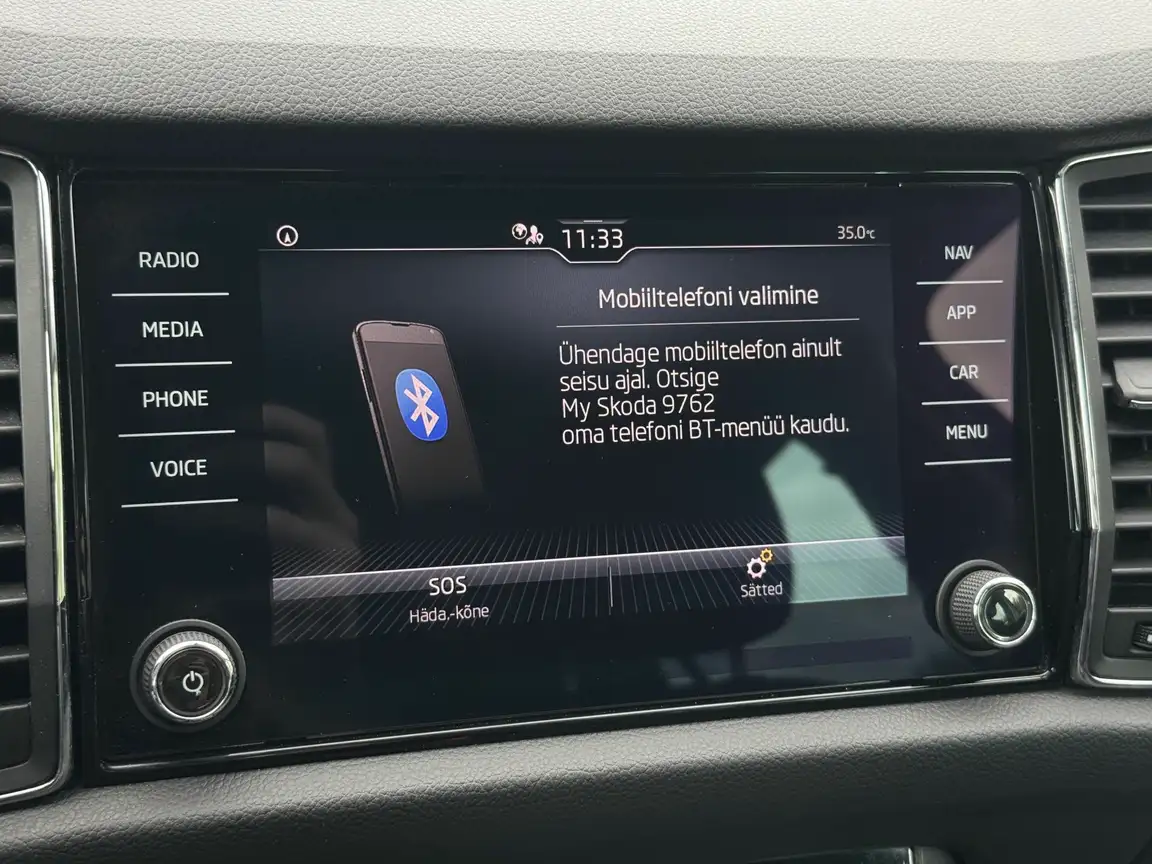 RADIO
MEDIA
PHONE
VOICE
11:33
35.0°C
Mobiiltelefoni valimine
Ühendage mobiiltelefon ainult
seisu ajal. Otsige
My Skoda 9762
oma telefoni BT-menüü kaudu.
SOS
Häda.-kõne
Sätted
NAV
APP
CAR
MENU